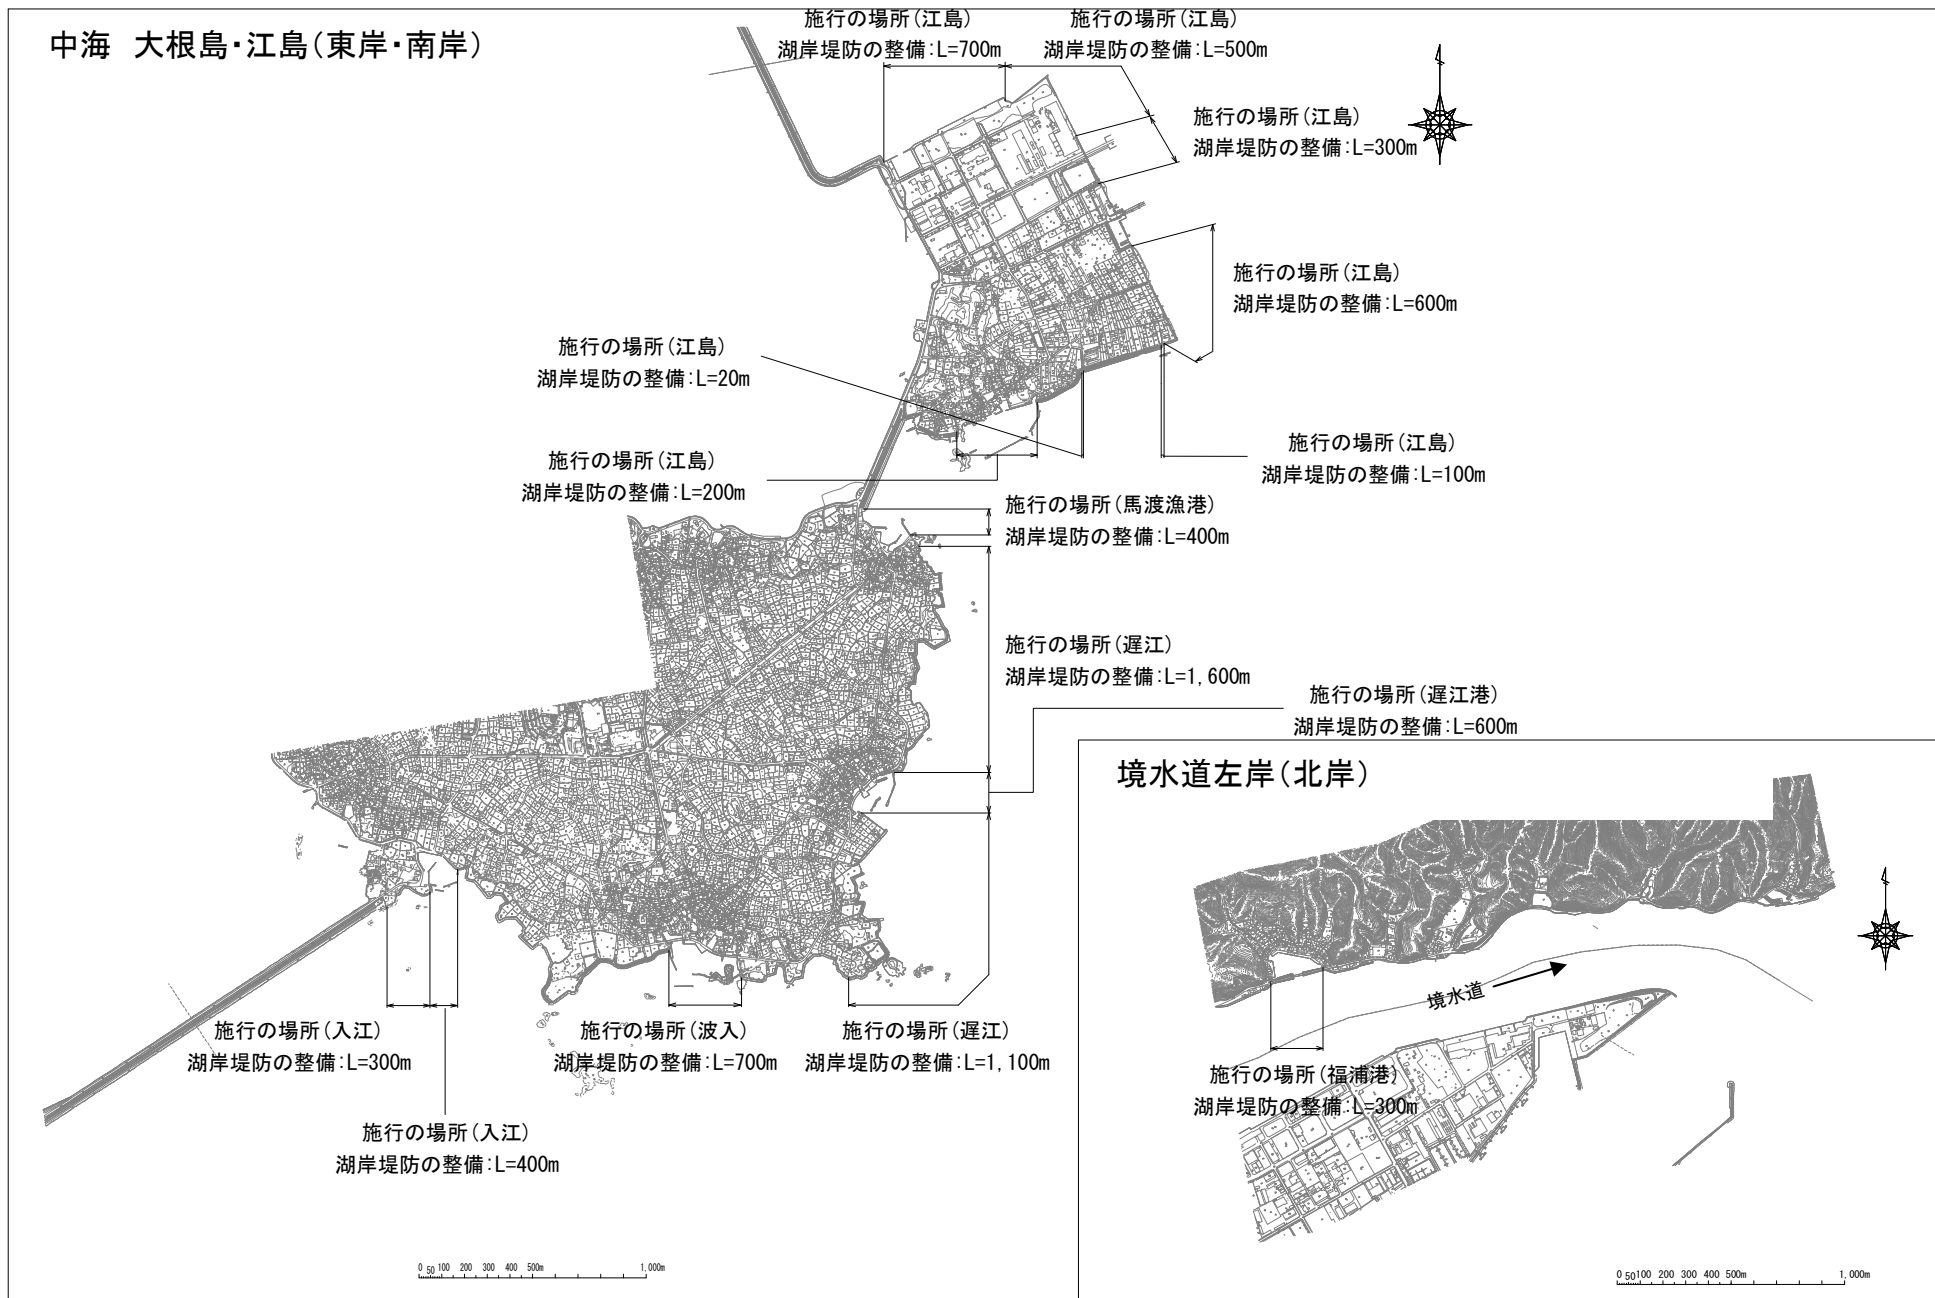 中海　大根島・江島（東岸・南岸）
施行の場所（江島）
湖岸堤防の整備：L=700m
施行の場所（江島）
湖岸堤防の整備：L=500m
施行の場所（江島）
湖岸堤防の整備：L=300m
施行の場所（江島）
湖岸堤防の整備：L=600m
施行の場所（江島）
湖岸堤防の整備：L=20m
施行の場所（江島）
湖岸堤防の整備：L=100m
施行の場所（江島）
湖岸堤防の整備：L=200m
施行の場所（馬渡漁港）
湖岸堤防の整備：L=400m
施行の場所（遅江）
湖岸堤防の整備：L=1,600m
施行の場所（遅江港）
湖岸堤防の整備：L=600m
施行の場所（入江）
湖岸堤防の整備：L=300m
施行の場所（波入）
湖岸堤防の整備：L=700m
施行の場所（遅江）
湖岸堤防の整備：L=1,100m
施行の場所（入江）
湖岸堤防の整備：L=400m
0 50 100 200 300 400 500m 1,000m
境水道左岸（北岸）
境水道
施行の場所（福浦港）
湖岸堤防の整備：L=300m
0 50 100 200 300 400 500m 1,000m